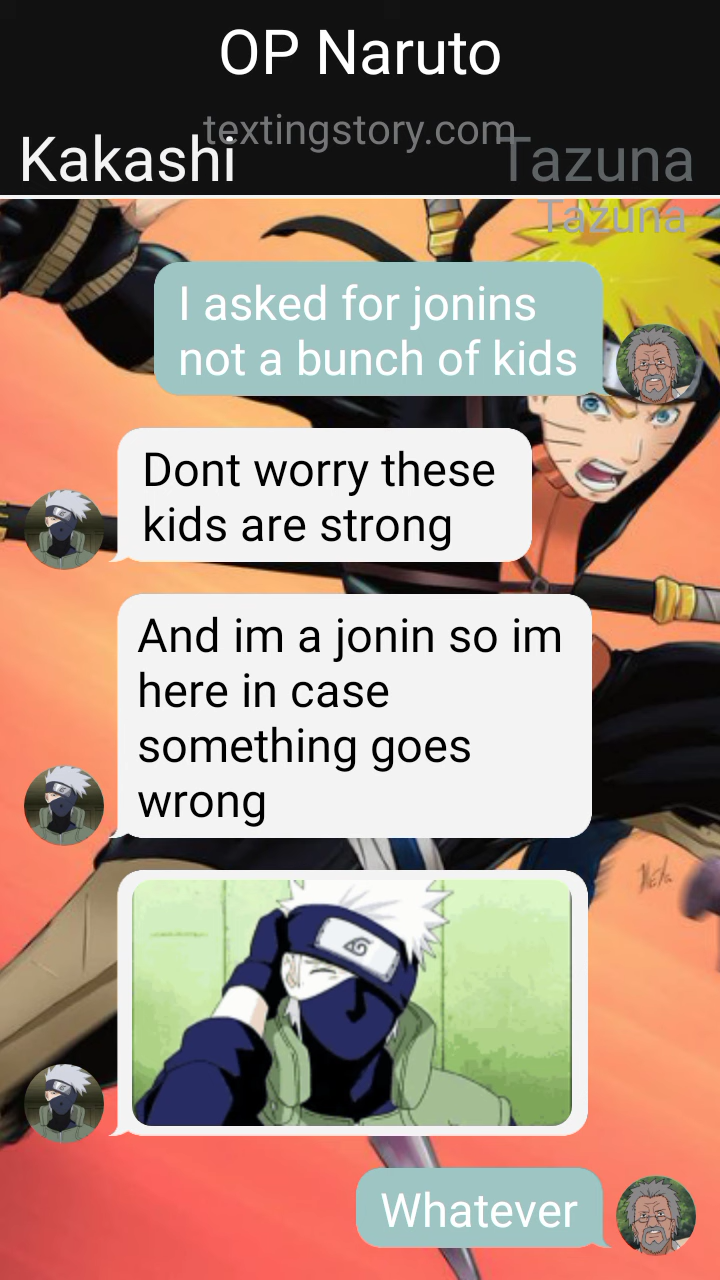 OP Naruto
textingstory.com
Kakashi
Tazuna
Tazuna
I asked for jonins
not a bunch of kids
Dont worry these
kids are strong
And im a jonin so im
here in case
something goes
wrong
Whatever